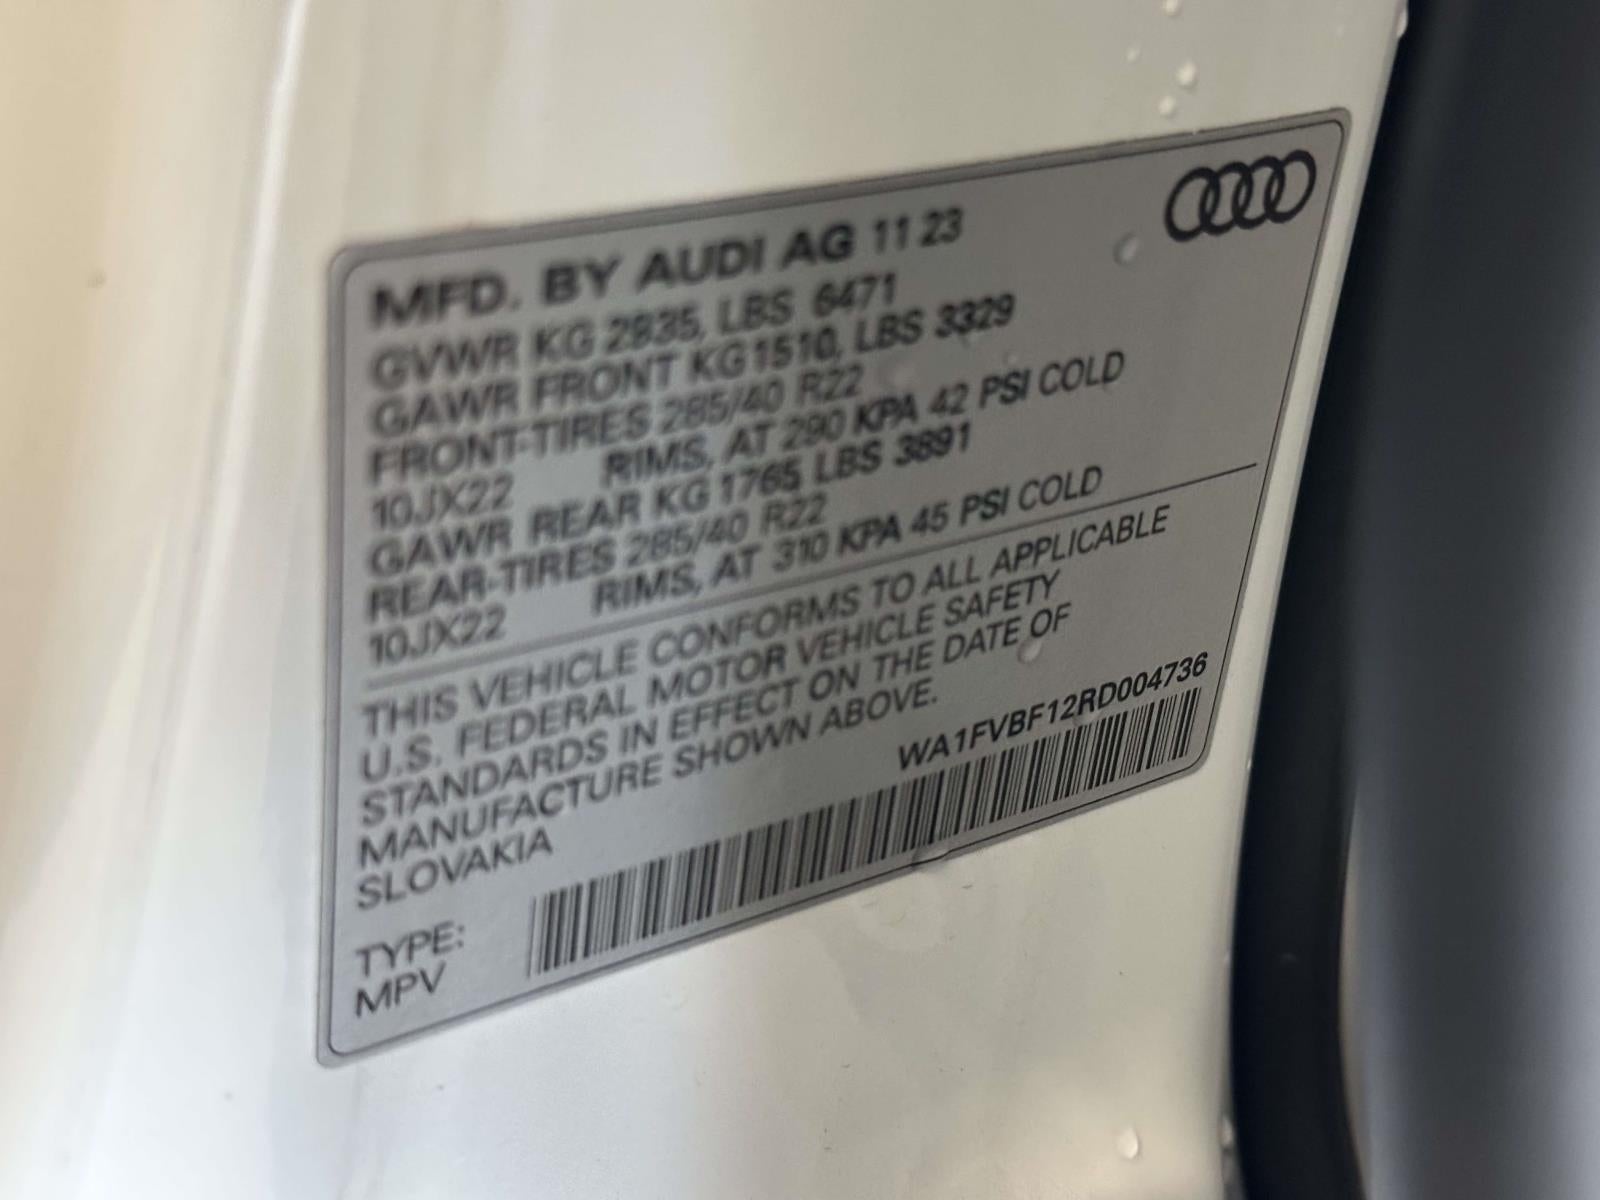 MFD. BY AUDI AG 11 23
GVWR KG 2935, LBS 6471
GAWR FRONT KG 1510, LBS 3329
FRONT-TIRES 285/40 R22
10JX22 RIMS, AT 290 KPA 42 PSI COLD
GAWR REAR KG 1765 LBS 3891
REAR-TIRES 285/40 R22
10JX22 RIMS, AT 310 KPA 45 PSI COLD
THIS VEHICLE CONFORMS TO ALL APPLICABLE
U.S. FEDERAL MOTOR VEHICLE SAFETY
STANDARDS IN EFFECT ON THE DATE OF
MANUFACTURE SHOWN ABOVE.
SLOVAKIA
WA1FVBF12RD004736
TYPE:
MPV